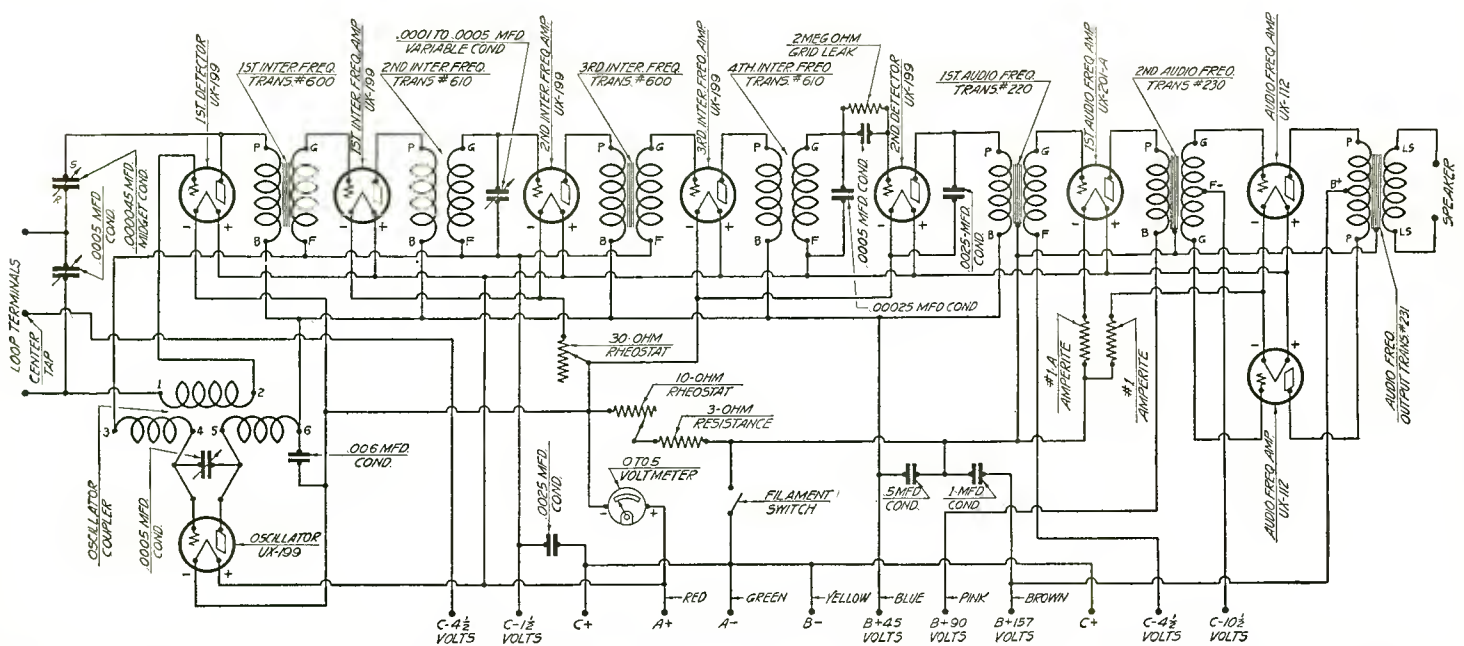 1ST DETECTOR
UX-199
1ST INTER. FREQ.
TRANS #600
1ST INTER. FREQ. AMP
UX-199
2ND INTER. FREQ.
TRANS #610
.0001 TO .0005 MFD
VARIABLE COND
2ND INTER. FREQ. AMP
UX-199
3RD INTER. FREQ.
TRANS #600
3RD INTER. FREQ. AMP.
UX-199
4TH INTER FREQ.
TRANS. #610
2 MEG OHM
GRID LEAK
2ND DETECTOR
UX-199
1ST AUDIO FREQ.
TRANS. #220
1ST AUDIO FREQ. AMP
UX-201-A
2ND AUDIO FREQ.
TRANS #230
AUDIO FREQ. AMP
UX-112
S
R
.0005 MFD
COND.
.000045 MFD
MIDGET COND.
P
G
P
G
P
G
P
G
P
G
P
G
P
LS
F-
B+
B
F
B
F
B
F
B
F
B
F
B
G
P
LS
- +
- +
- +
- +
- +
- +
- +
SPEAKER
.0005 MFD. COND.
.0025-MFD.
COND.
.00025 MFD COND
LOOP TERMINALS
CENTER
TAP
30-OHM
RHEOSTAT
10-OHM
RHEOSTAT
3-OHM
RESISTANCE
#1-A
AMPERITE
#1
AMPERITE
- +
AUDIO FREQ. AMP
UX-112
AUDIO FREQ.
OUTPUT TRANS #231
1
2
3
4
5
6
.006 MFD.
COND.
OSCILLATOR
COUPLER
.0005 MFD.
COND.
OSCILLATOR
UX-199
- +
.0025 MFD.
COND.
0 TO 5
VOLTMETER
- +
FILAMENT
SWITCH
.5 MFD
COND.
1-MFD
COND
RED
GREEN
YELLOW
BLUE
PINK
BROWN
C-4½
VOLTS
C-1½
VOLTS
C+
A+
A-
B-
B+45
VOLTS
B+90
VOLTS
B+157
VOLTS
C+
C-4½
VOLTS
C-10½
VOLTS